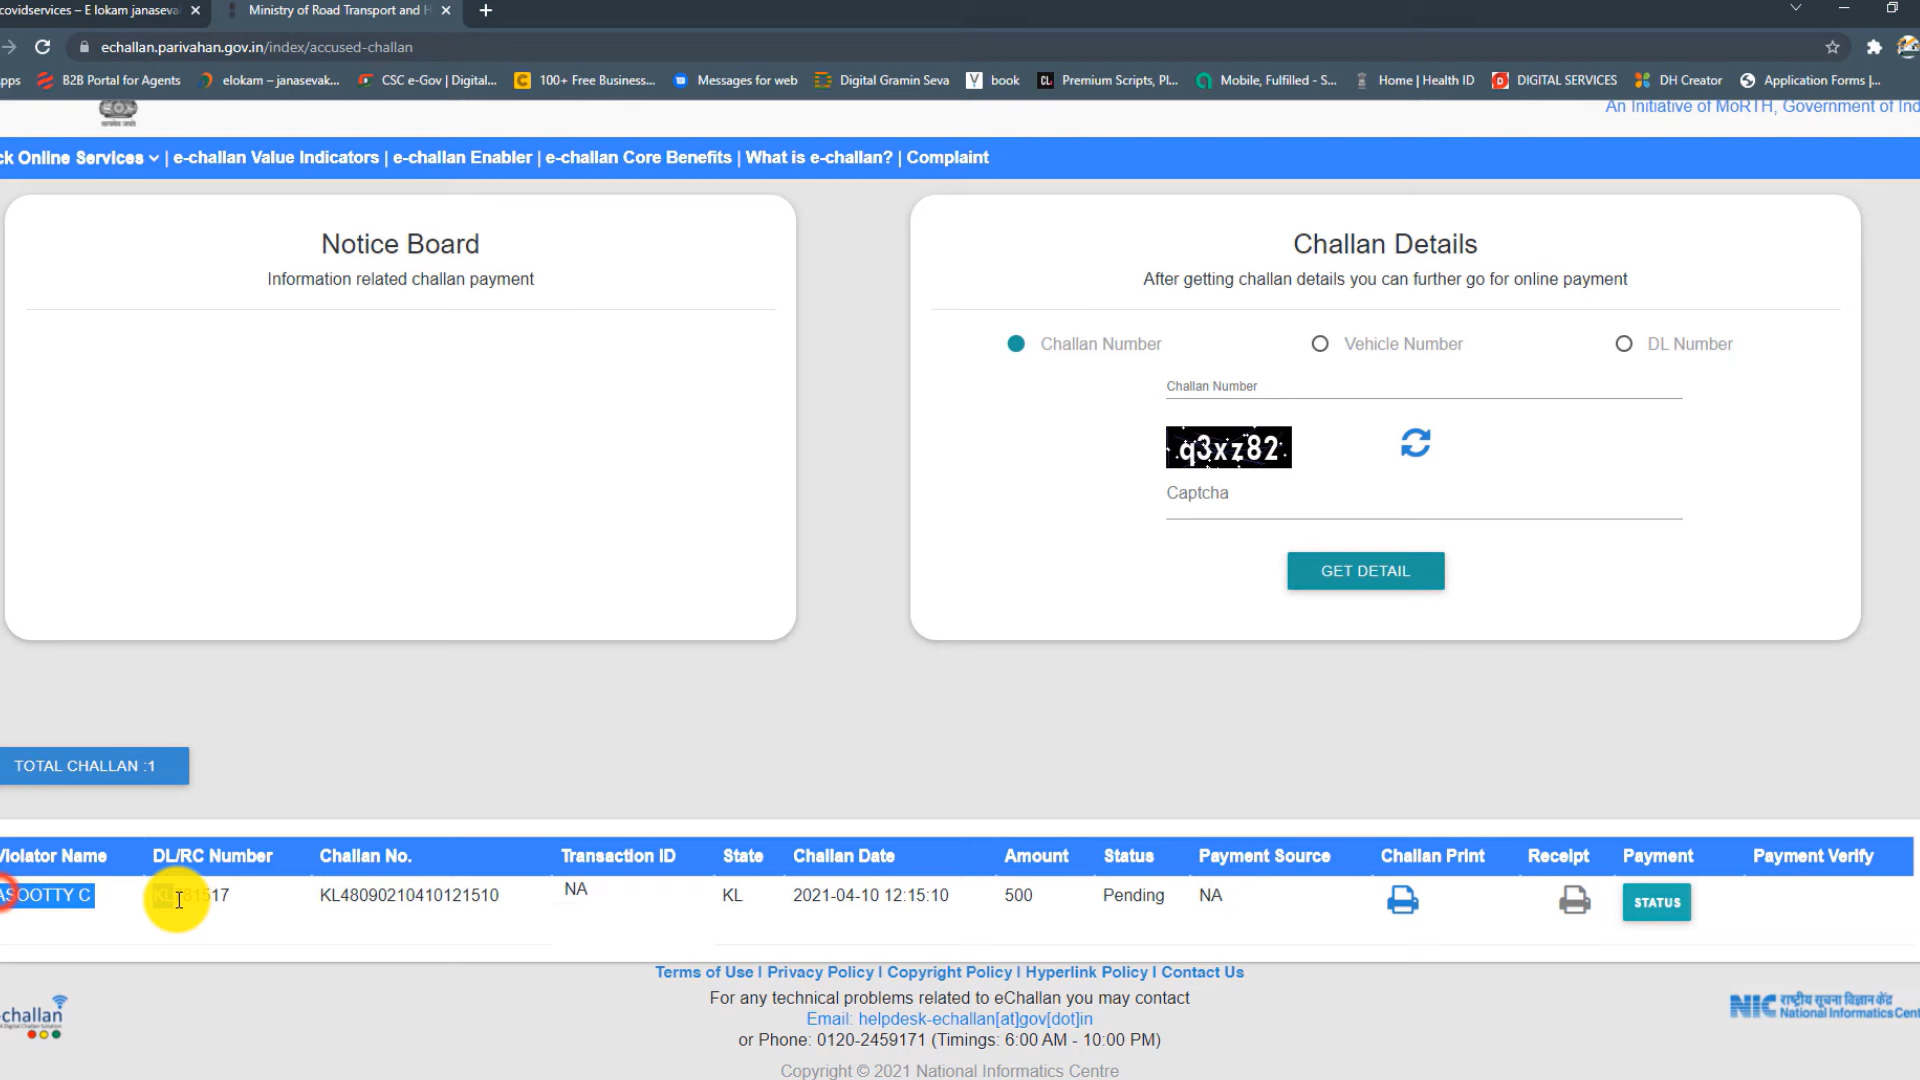 covidservices – E lokam janaseva
Ministry of Road Transport and H
echallan.parivahan.gov.in/index/accused-challan
pps
B2B Portal for Agents
elokam – janasevak...
CSC e-Gov | Digital...
100+ Free Business...
Messages for web
Digital Gramin Seva
book
Premium Scripts, Pl...
Mobile, Fulfilled - S...
Home | Health ID
DIGITAL SERVICES
DH Creator
Application Forms |...
An Initiative of MoRTH, Government of Ind
ck Online Services | e-challan Value Indicators | e-challan Enabler | e-challan Core Benefits | What is e-challan? | Complaint
Notice Board
Information related challan payment
Challan Details
After getting challan details you can further go for online payment
Challan Number
Vehicle Number
DL Number
Challan Number
q3xz82
Captcha
GET DETAIL
TOTAL CHALLAN :1
Violator Name DL/RC Number Challan No. Transaction ID State Challan Date Amount Status Payment Source Challan Print Receipt Payment Payment Verify
ASOOTTY C KL48090210410121510 NA KL 2021-04-10 12:15:10 500 Pending NA STATUS
Terms of Use I Privacy Policy I Copyright Policy I Hyperlink Policy I Contact Us
For any technical problems related to eChallan you may contact
Email: helpdesk-echallan[at]gov[dot]in
or Phone: 0120-2459171 (Timings: 6:00 AM - 10:00 PM)
Copyright © 2021 National Informatics Centre
-challan
NIC राष्ट्रीय सूचना विज्ञान केंद्र
National Informatics Cent